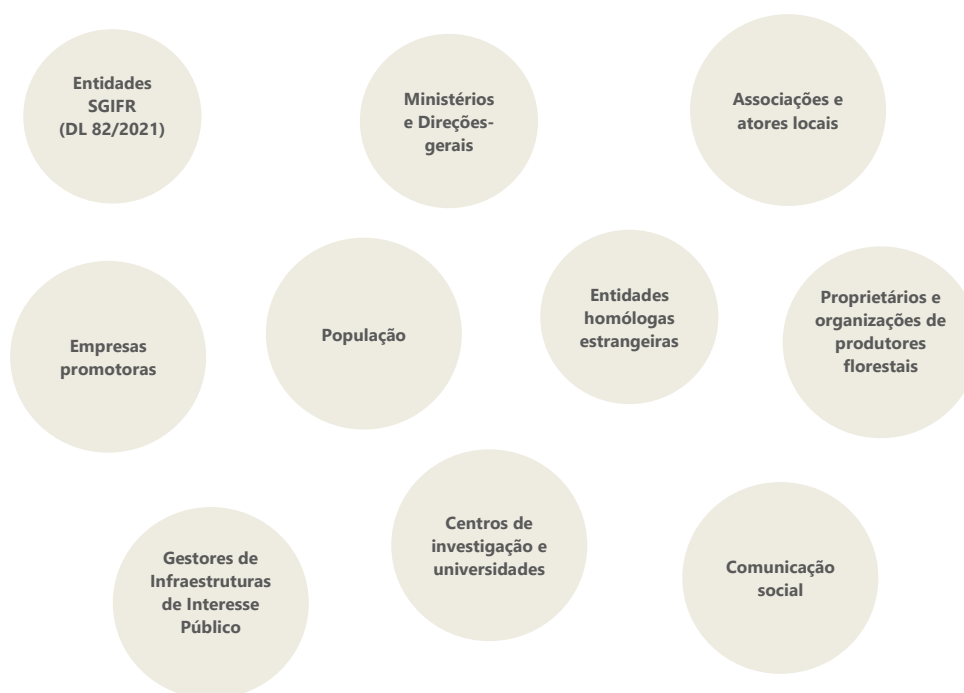 Entidades
SGIFR
(DL 82/2021)
Ministérios
e Direções-
gerais
Associações e
atores locais
Empresas
promotoras
População
Entidades
homólogas
estrangeiras
Proprietários e
organizações de
produtores
florestais
Gestores de
Infraestruturas
de Interesse
Público
Centros de
investigação e
universidades
Comunicação
social